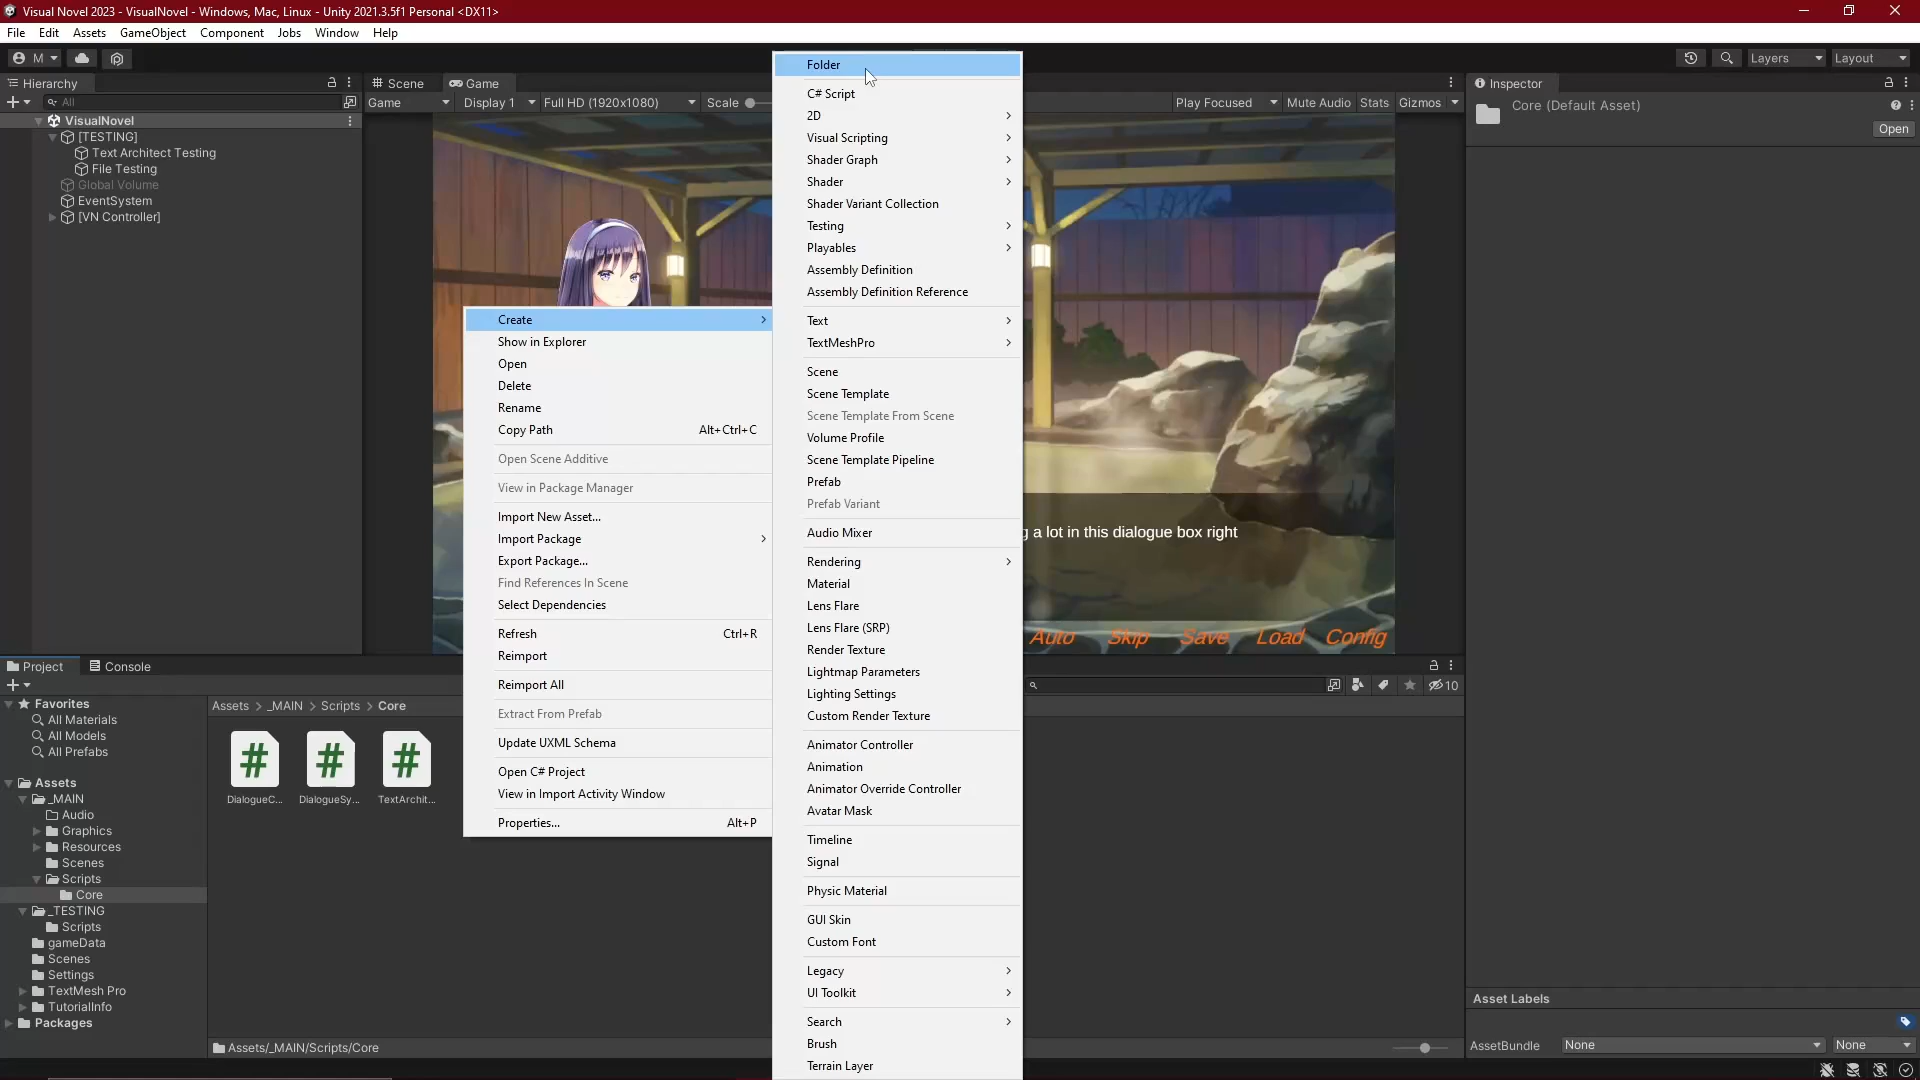 Visual Novel 2023 - VisualNovel - Windows, Mac, Linux - Unity 2021.3.5f1 Personal <DX11>
File Edit Assets GameObject Component Jobs Window Help
M
Layers
Layout
Hierarchy
All
VisualNovel
[TESTING]
Text Architect Testing
File Testing
Global Volume
EventSystem
[VN Controller]
Scene
Game
Game
Display 1
Full HD (1920x1080)
Scale
Play Focused
Mute Audio
Stats
Gizmos
g a lot in this dialogue box right
Auto
Skip
Save
Load
Config
Create
Show in Explorer
Open
Delete
Rename
Copy Path Alt+Ctrl+C
Open Scene Additive
View in Package Manager
Import New Asset...
Import Package
Export Package...
Find References In Scene
Select Dependencies
Refresh Ctrl+R
Reimport
Reimport All
Extract From Prefab
Update UXML Schema
Open C# Project
View in Import Activity Window
Properties... Alt+P
Folder
C# Script
2D
Visual Scripting
Shader Graph
Shader
Shader Variant Collection
Testing
Playables
Assembly Definition
Assembly Definition Reference
Text
TextMeshPro
Scene
Scene Template
Scene Template From Scene
Volume Profile
Scene Template Pipeline
Prefab
Prefab Variant
Audio Mixer
Rendering
Material
Lens Flare
Lens Flare (SRP)
Render Texture
Lightmap Parameters
Lighting Settings
Custom Render Texture
Animator Controller
Animation
Animator Override Controller
Avatar Mask
Timeline
Signal
Physic Material
GUI Skin
Custom Font
Legacy
UI Toolkit
Search
Brush
Terrain Layer
Inspector
Core (Default Asset)
Open
Asset Labels
AssetBundle
None
None
Project
Console
10
Favorites
All Materials
All Models
All Prefabs
Assets
_MAIN
Audio
Graphics
Resources
Scenes
Scripts
Core
_TESTING
Scripts
gameData
Scenes
Settings
TextMesh Pro
TutorialInfo
Packages
Assets > _MAIN > Scripts > Core
#
#
#
DialogueC...
DialogueSy...
TextArchit...
Assets/_MAIN/Scripts/Core